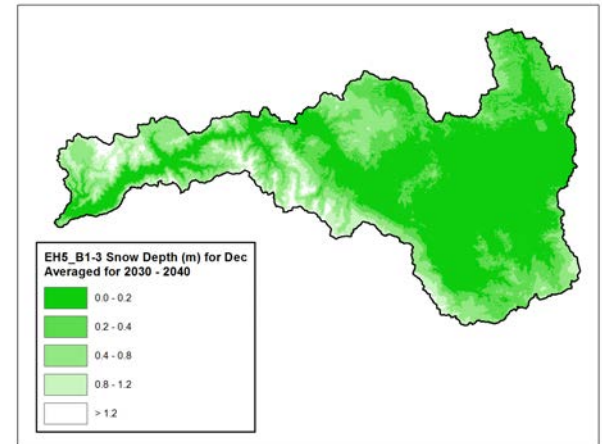 EH5_B1-3 Snow Depth (m) for Dec
Averaged for 2030 - 2040
0.0 - 0.2
0.2 - 0.4
0.4 - 0.8
0.8 - 1.2
> 1.2